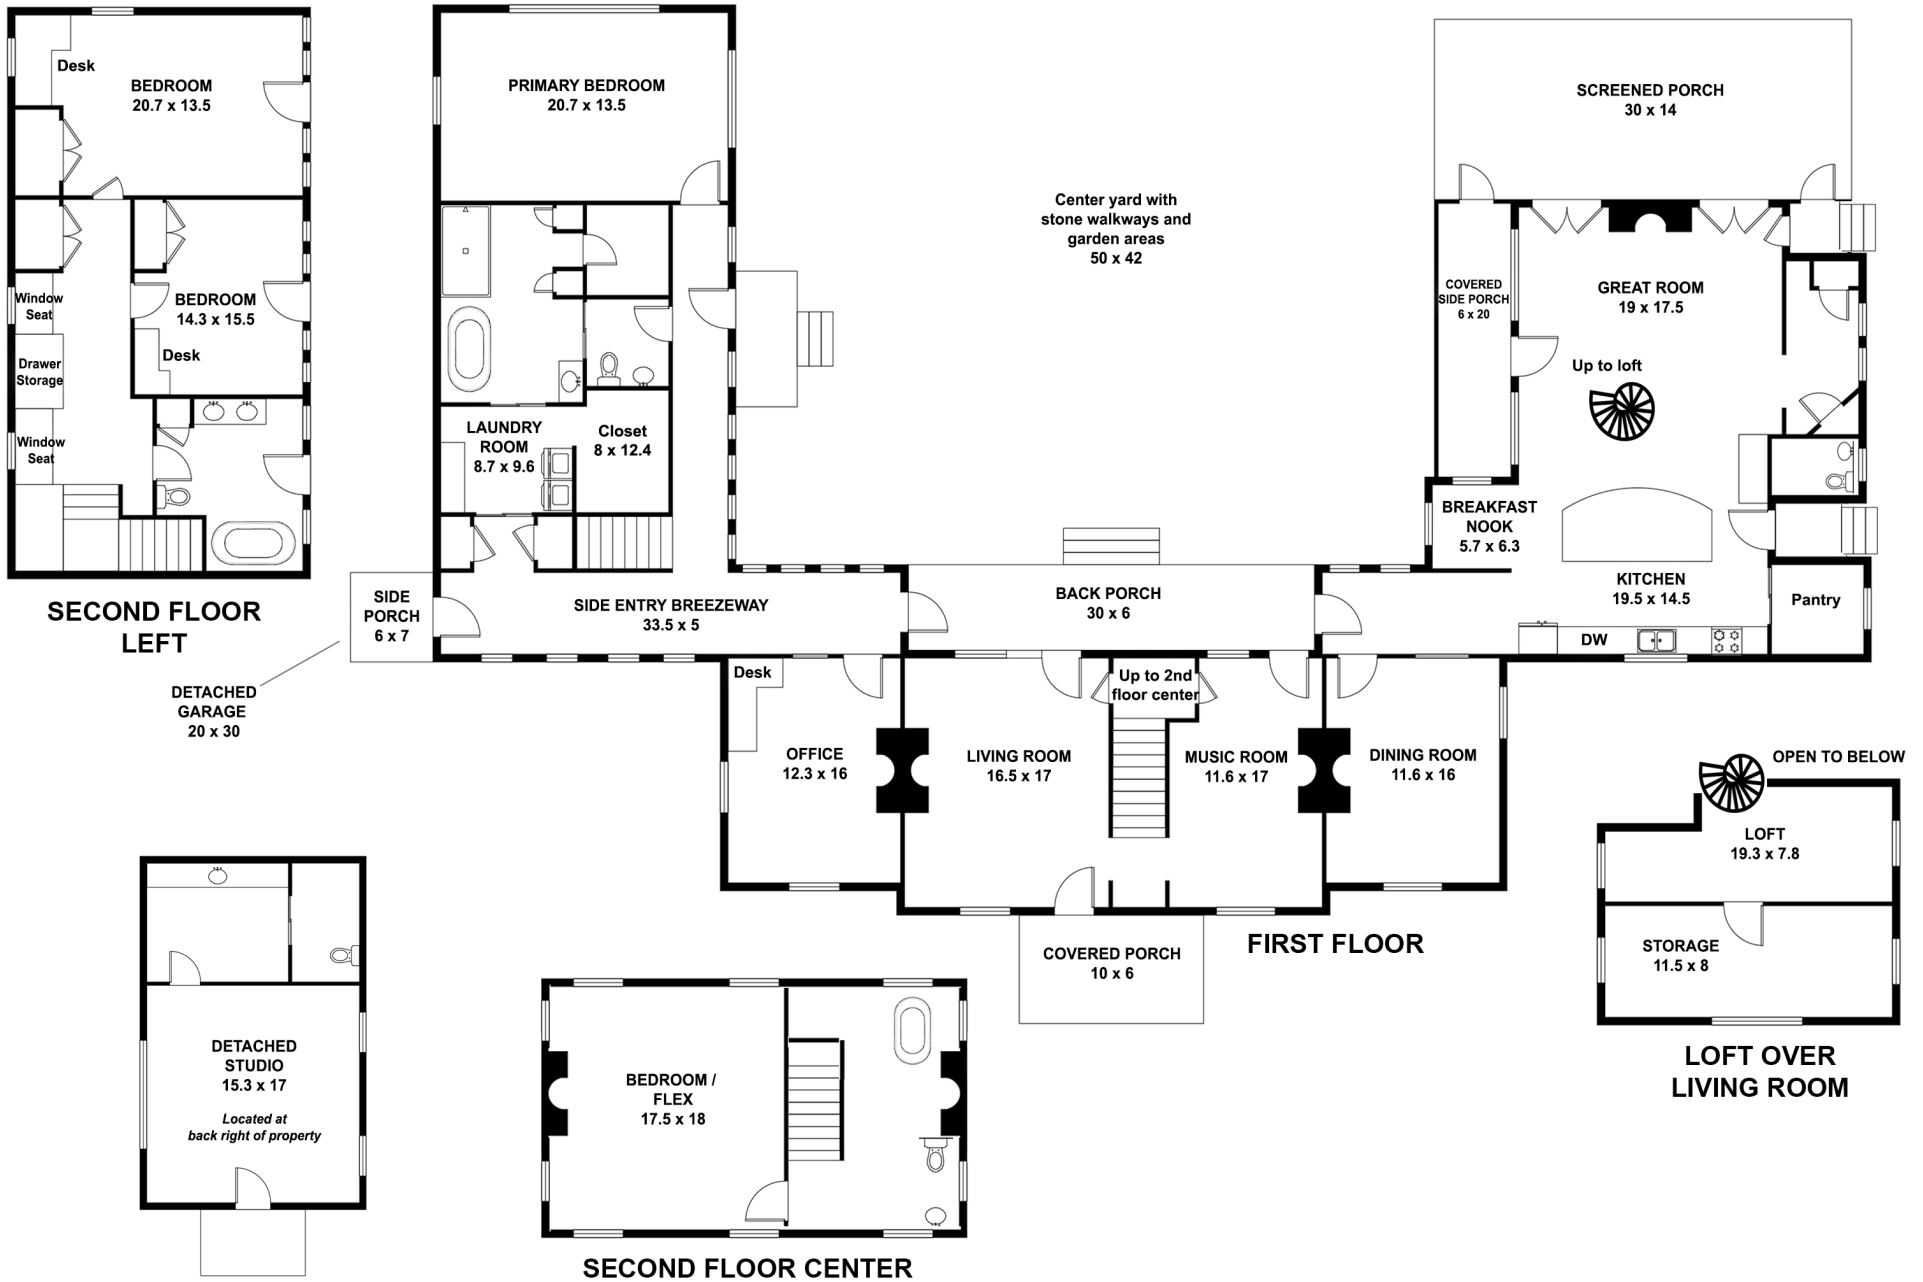 Desk
BEDROOM
20.7 x 13.5
Window
Seat
BEDROOM
14.3 x 15.5
Drawer
Storage
Desk
Window
Seat
SECOND FLOOR
LEFT
PRIMARY BEDROOM
20.7 x 13.5
LAUNDRY
ROOM
8.7 x 9.6
Closet
8 x 12.4
SIDE
PORCH
6 x 7
SIDE ENTRY BREEZEWAY
33.5 x 5
DETACHED
GARAGE
20 x 30
Center yard with
stone walkways and
garden areas
50 x 42
BACK PORCH
30 x 6
SCREENED PORCH
30 x 14
COVERED
SIDE PORCH
6 x 20
GREAT ROOM
19 x 17.5
Up to loft
BREAKFAST
NOOK
5.7 x 6.3
KITCHEN
19.5 x 14.5
Pantry
DW
Desk
OFFICE
12.3 x 16
LIVING ROOM
16.5 x 17
Up to 2nd
floor center
MUSIC ROOM
11.6 x 17
DINING ROOM
11.6 x 16
COVERED PORCH
10 x 6
FIRST FLOOR
OPEN TO BELOW
LOFT
19.3 x 7.8
STORAGE
11.5 x 8
LOFT OVER
LIVING ROOM
DETACHED
STUDIO
15.3 x 17
Located at
back right of property
BEDROOM /
FLEX
17.5 x 18
SECOND FLOOR CENTER